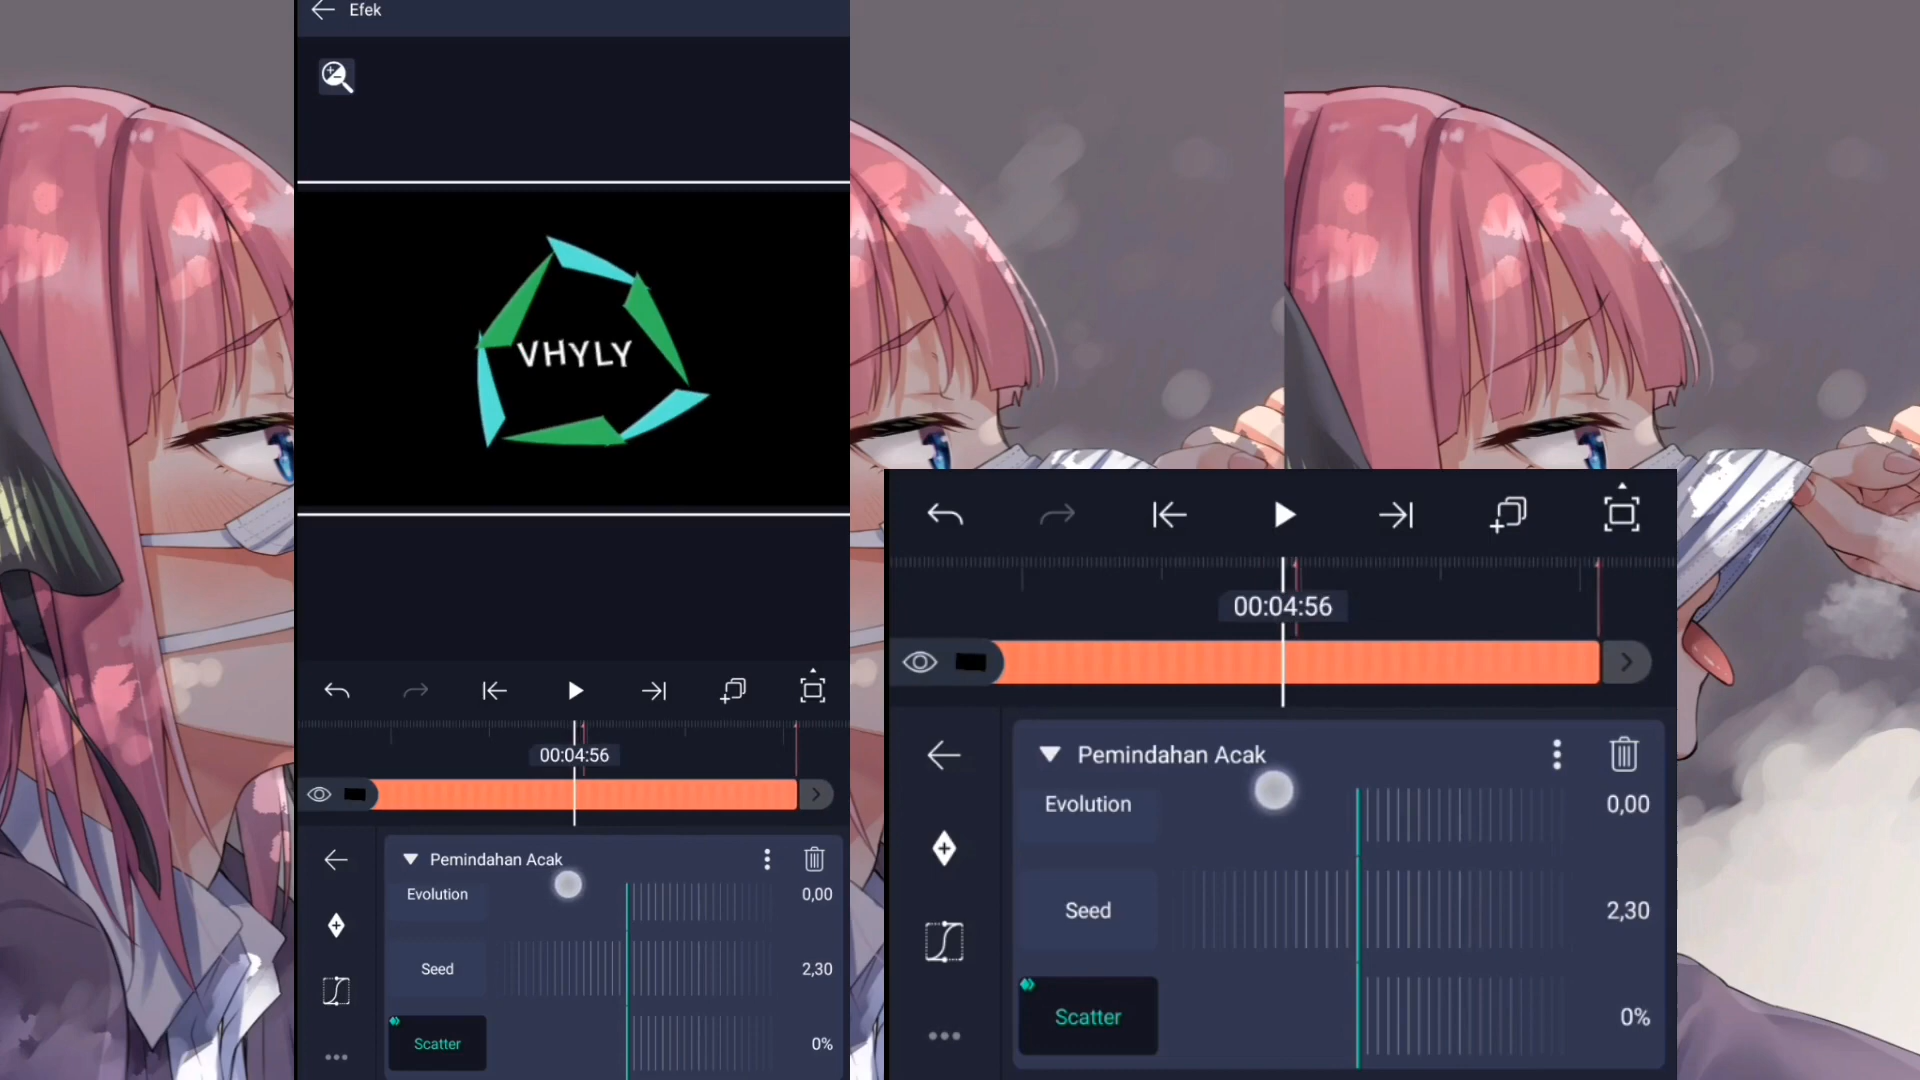 Efek
VHYLY
00:04:56
Pemindahan Acak
Evolution
0,00
Seed
2,30
Scatter
0%
00:04:56
Pemindahan Acak
Evolution
0,00
Seed
2,30
Scatter
0%